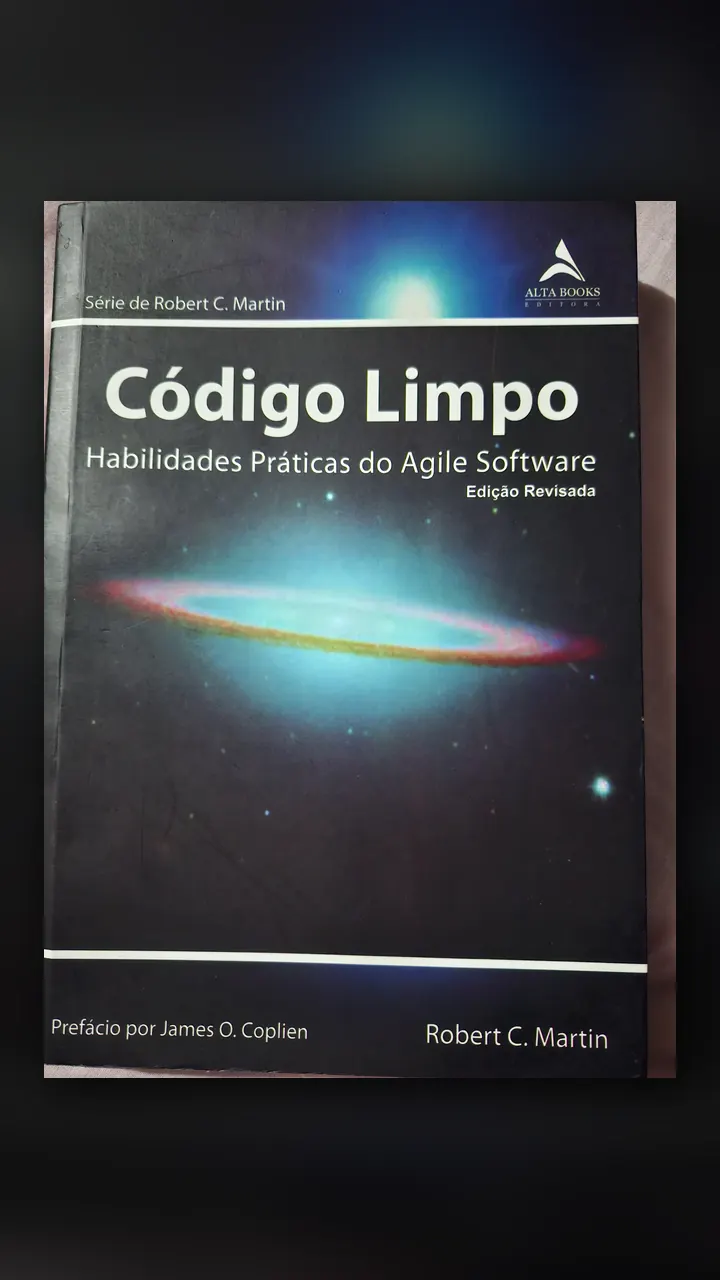 Série de Robert C. Martin
ALTA BOOKS
EDITORA
Código Limpo
Habilidades Práticas do Agile Software
Edição Revisada
Prefácio por James O. Coplien
Robert C. Martin